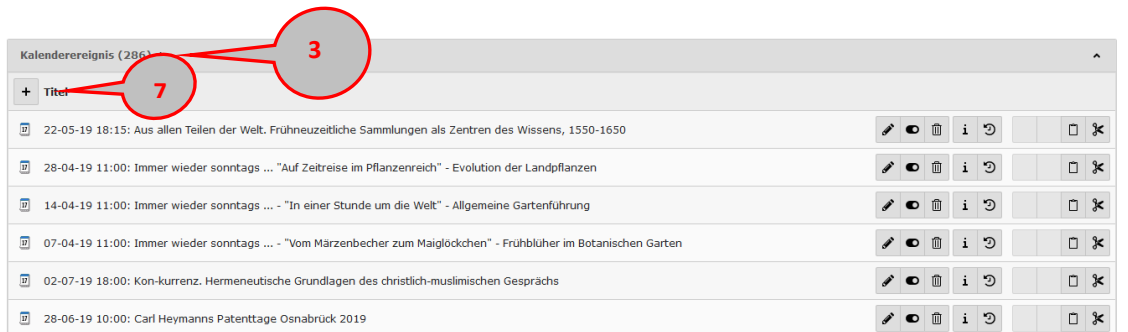 Kalenderereignis (286)
3
Titel
7
22-05-19 18:15: Aus allen Teilen der Welt. Frühneuzeitliche Sammlungen als Zentren des Wissens, 1550-1650
28-04-19 11:00: Immer wieder sonntags ... "Auf Zeitreise im Pflanzenreich" - Evolution der Landpflanzen
14-04-19 11:00: Immer wieder sonntags ... - "In einer Stunde um die Welt" - Allgemeine Gartenführung
07-04-19 11:00: Immer wieder sonntags ... - "Vom Märzenbecher zum Maiglöckchen" - Frühblüher im Botanischen Garten
02-07-19 18:00: Kon-kurrenz. Hermeneutische Grundlagen des christlich-muslimischen Gesprächs
28-06-19 10:00: Carl Heymanns Patenttage Osnabrück 2019